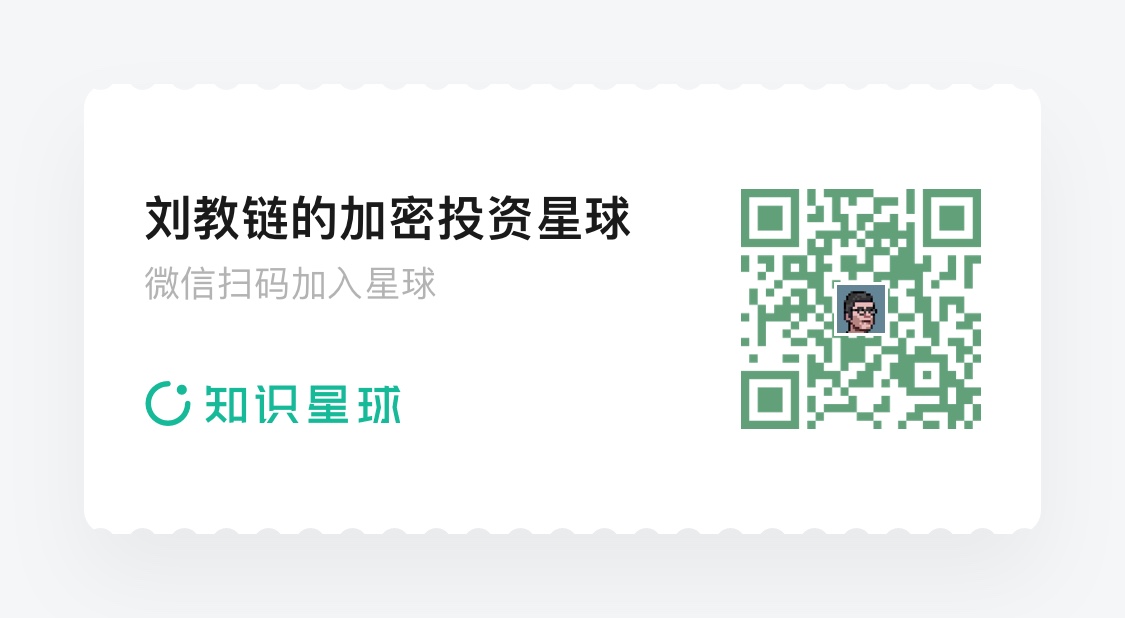 刘教链的加密投资星球
微信扫码加入星球
知识星球